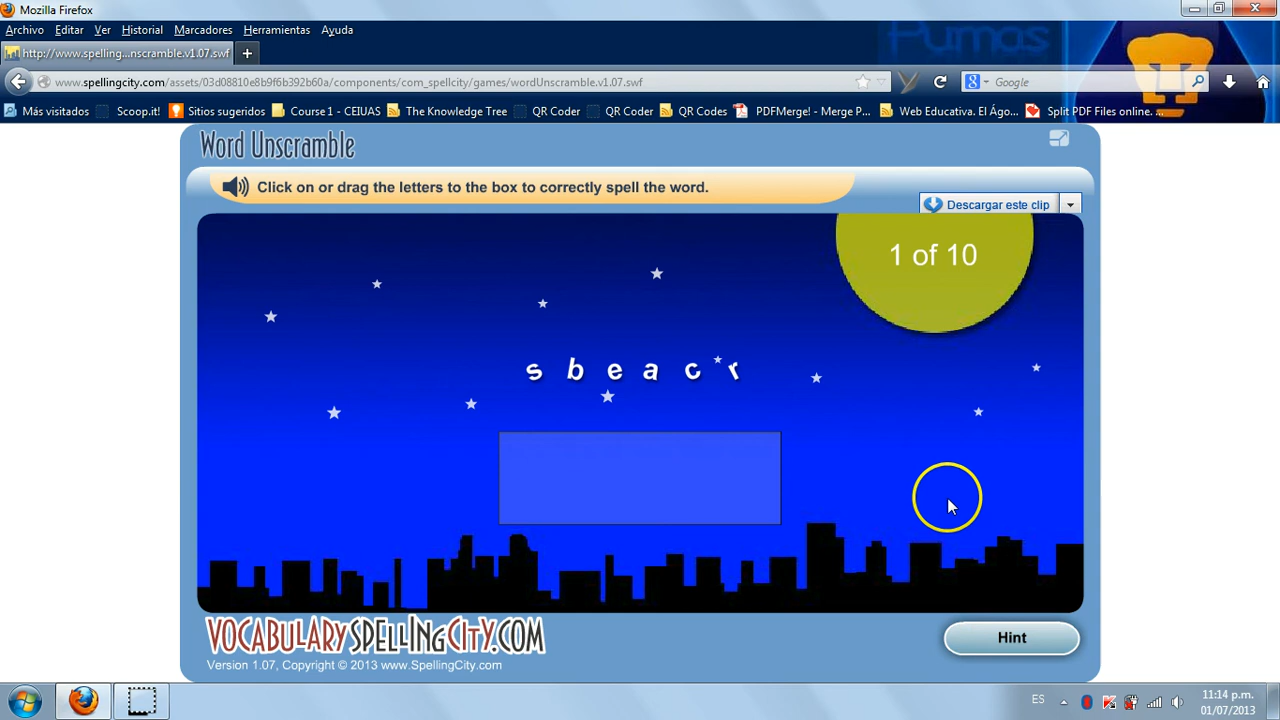 Mozilla Firefox
Archivo Editar Ver Historial Marcadores Herramientas Ayuda
http://www.spelling...nscramble.v1.07.swf
www.spellingcity.com/assets/03d08810e8b9f6b392b60a/components/com_spellcity/games/wordUnscramble.v1.07.swf
Google
Pumas
Más visitados Scoop.it! Sitios sugeridos Course 1 - CEIUAS The Knowledge Tree QR Coder QR Coder QR Codes PDFMerge! - Merge P... Web Educativa. El Ágo... Split PDF Files online. ...
Word Unscramble
Click on or drag the letters to the box to correctly spell the word.
Descargar este clip
1 of 10
s b e a c r
VOCABULARYSPELLINGCITY.COM
Hint
Version 1.07, Copyright © 2013 www.SpellingCity.com
ES
11:14 p.m.
01/07/2013